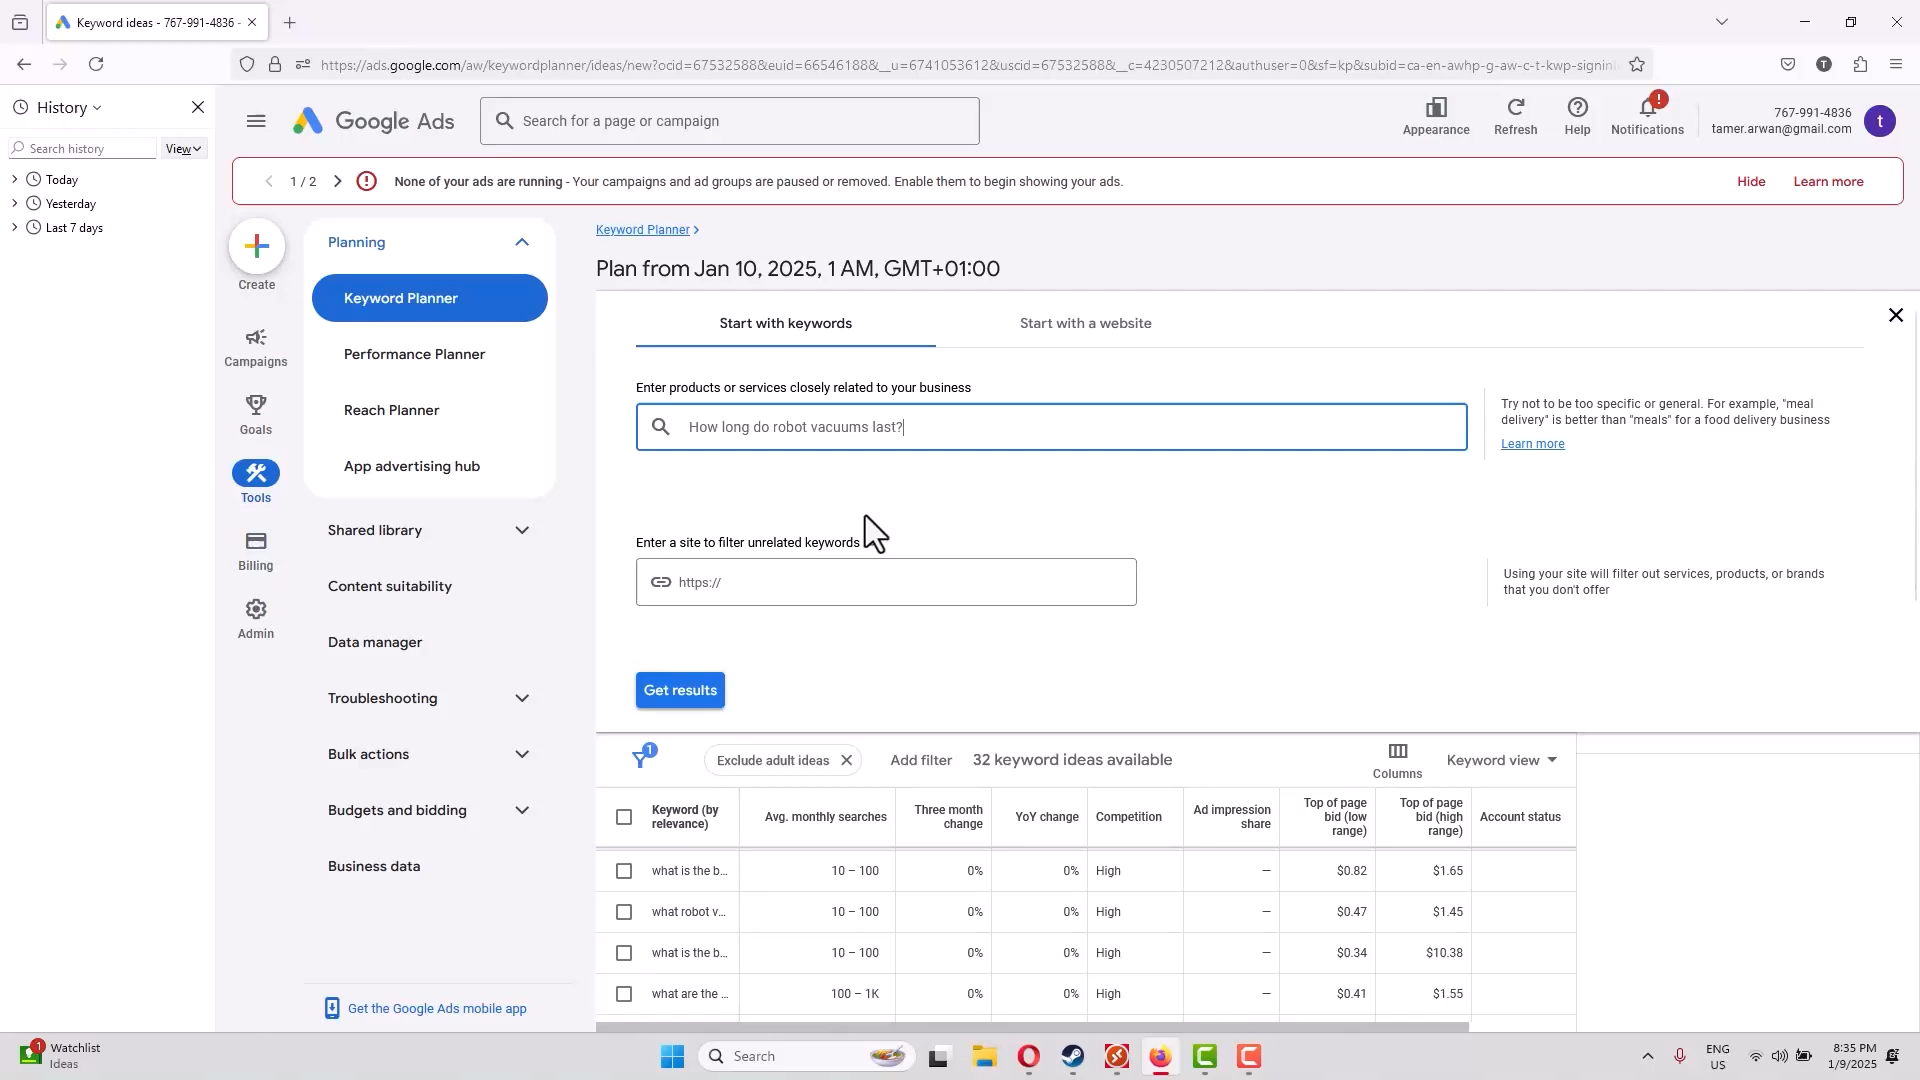 Keyword ideas - 767-991-4836 -
https://ads.google.com/aw/keywordplanner/ideas/new?ocid=67532588&euid=66546188&__u=6741053612&uscid=67532588&__c=4230507212&authuser=0&sf=kp&subid=ca-en-awhp-g-aw-c-t-kwp-signin
T
History
Search history
View
Today
Yesterday
Last 7 days
Google Ads
Search for a page or campaign
Appearance
Refresh
Help
!
Notifications
767-991-4836
tamer.arwan@gmail.com
t
1 / 2
None of your ads are running - Your campaigns and ad groups are paused or removed. Enable them to begin showing your ads.
Hide
Learn more
Create
Campaigns
Goals
Tools
Billing
Admin
Planning
Keyword Planner
Performance Planner
Reach Planner
App advertising hub
Shared library
Content suitability
Data manager
Troubleshooting
Bulk actions
Budgets and bidding
Business data
Get the Google Ads mobile app
Keyword Planner
Plan from Jan 10, 2025, 1 AM, GMT+01:00
Start with keywords
Start with a website
Enter products or services closely related to your business
How long do robot vacuums last?
Try not to be too specific or general. For example, "meal
delivery" is better than "meals" for a food delivery business
Learn more
Enter a site to filter unrelated keywords
https://
Using your site will filter out services, products, or brands
that you don't offer
Get results
1
Exclude adult ideas
Add filter
32 keyword ideas available
Columns
Keyword view
Keyword (by relevance) Avg. monthly searches Three month change YoY change Competition Ad impression share Top of page bid (low range) Top of page bid (high range) Account status
what is the b... 10 – 100 0% 0% High — $0.82 $1.65
what robot v... 10 – 100 0% 0% High — $0.47 $1.45
what is the b... 10 – 100 0% 0% High — $0.34 $10.38
what are the ... 100 – 1K 0% 0% High — $0.41 $1.55
1
Watchlist
Ideas
Search
ENG
US
8:35 PM
1/9/2025